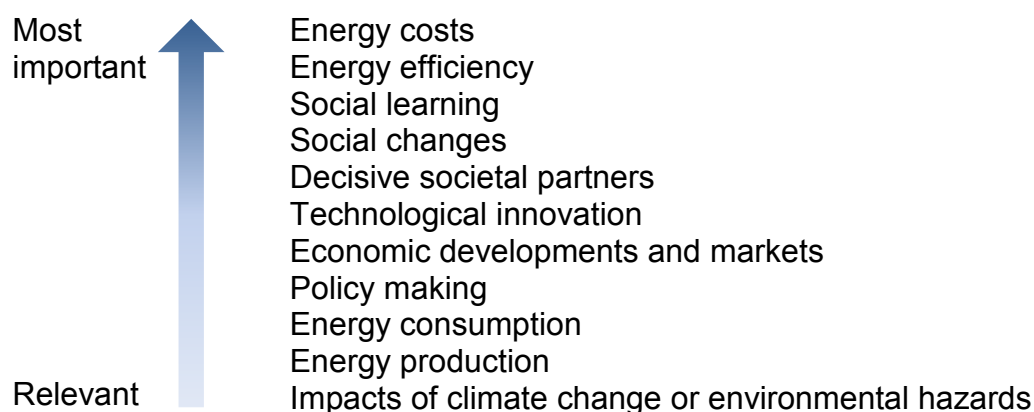 Most
important
Energy costs
Energy efficiency
Social learning
Social changes
Decisive societal partners
Technological innovation
Economic developments and markets
Policy making
Energy consumption
Energy production
Relevant
Impacts of climate change or environmental hazards